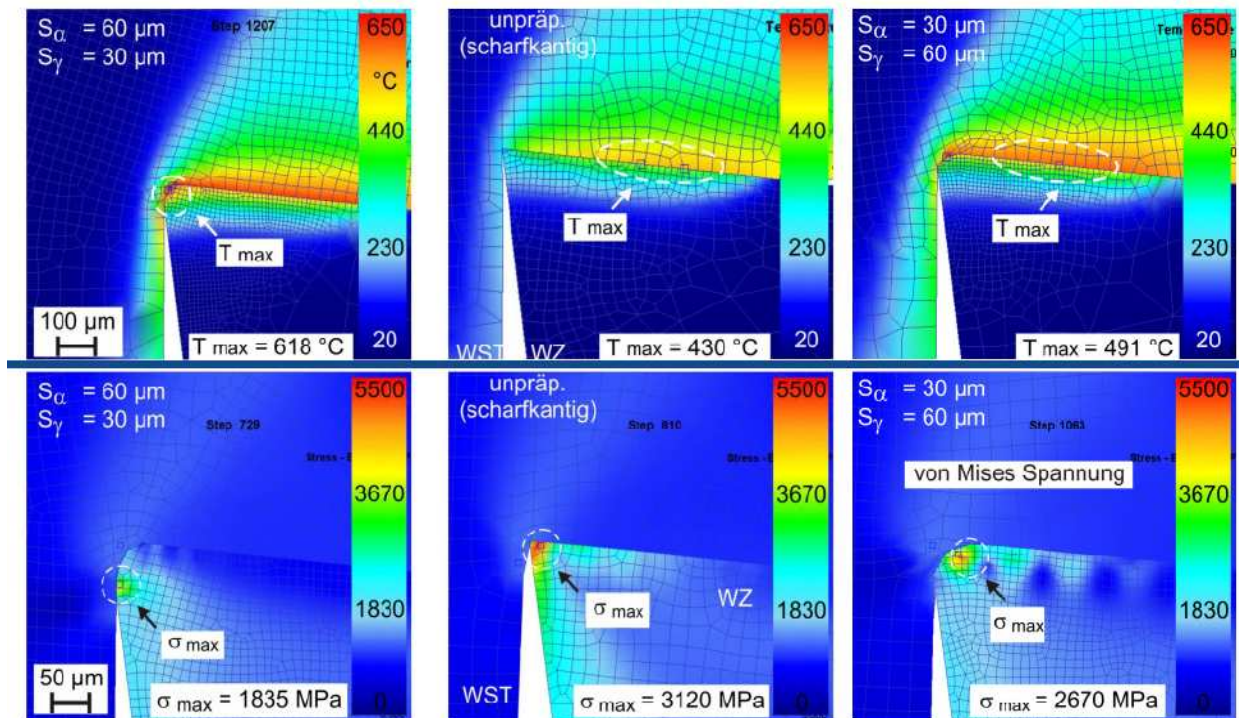 Sα = 60 µm
Sγ = 30 µm
Step 1207
650
°C
440
230
20
T max
100 µm
T max = 618 °C
unpräp.
(scharfkantig)
650
440
230
20
T max
WST
WZ
T max = 430 °C
Sα = 30 µm
Sγ = 60 µm
650
440
230
20
T max
T max = 491 °C
Sα = 60 µm
Sγ = 30 µm
Step 729
5500
3670
1830
0
σ max
50 µm
σ max = 1835 MPa
unpräp.
(scharfkantig)
Step 810
5500
3670
1830
0
σ max
WZ
WST
σ max = 3120 MPa
Sα = 30 µm
Sγ = 60 µm
Step 1063
von Mises Spannung
5500
3670
1830
0
σ max
σ max = 2670 MPa